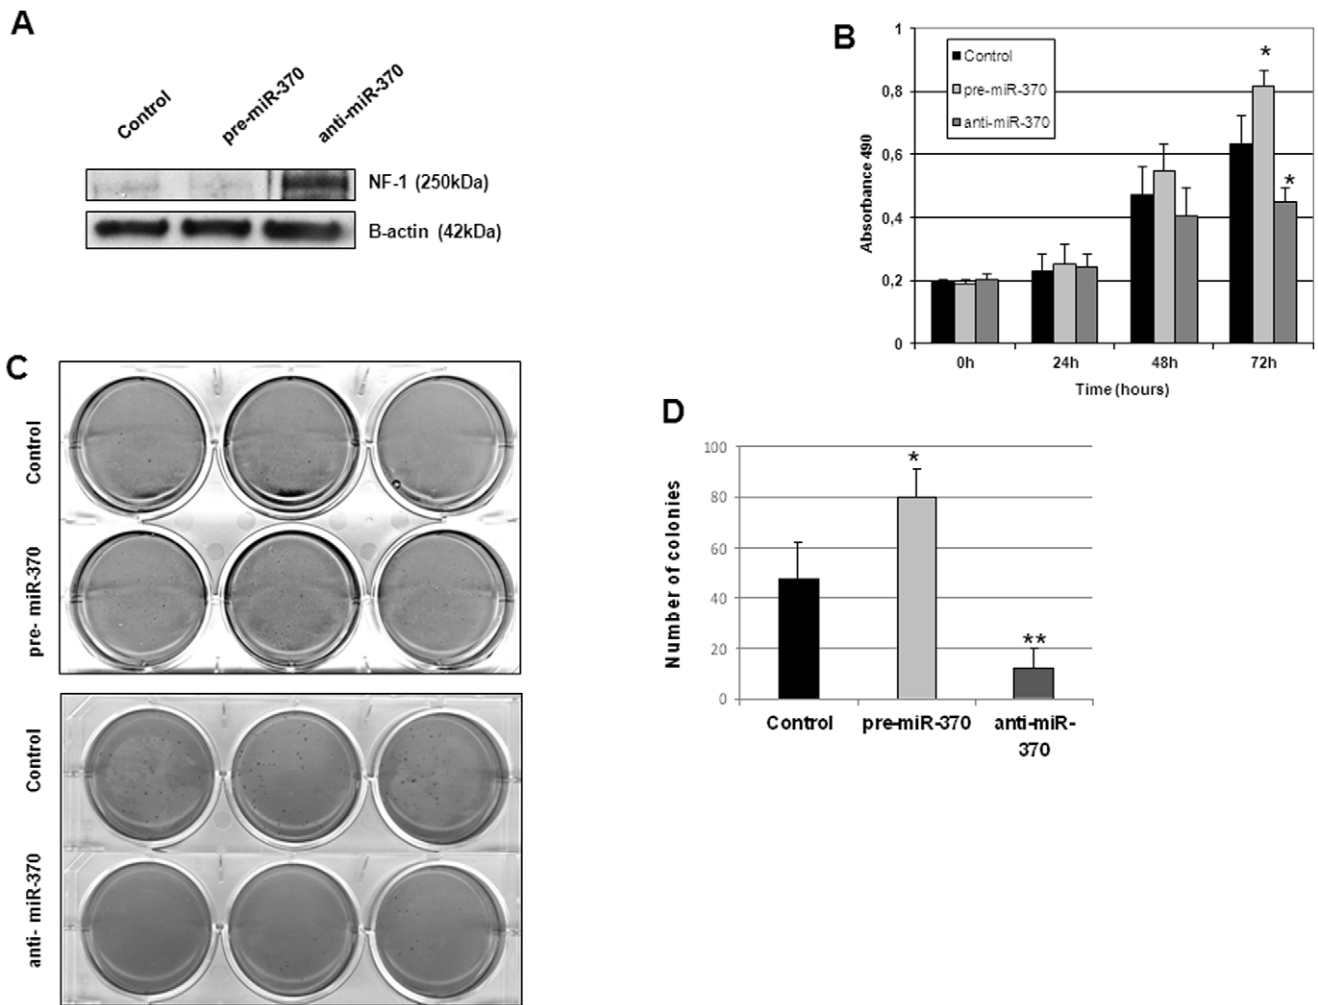 A
Control
pre-miR-370
anti-miR-370
NF-1 (250kDa)
B-actin (42kDa)
B
1
0,8
0,6
0,4
0,2
0
Absorbance 490
Control
pre-miR-370
anti-miR-370
*
*
0h
24h
48h
72h
Time (hours)
C
Control
pre- miR-370
Control
anti- miR-370
D
100
80
60
40
20
0
Number of colonies
*
**
Control
pre-miR-370
anti-miR-
370